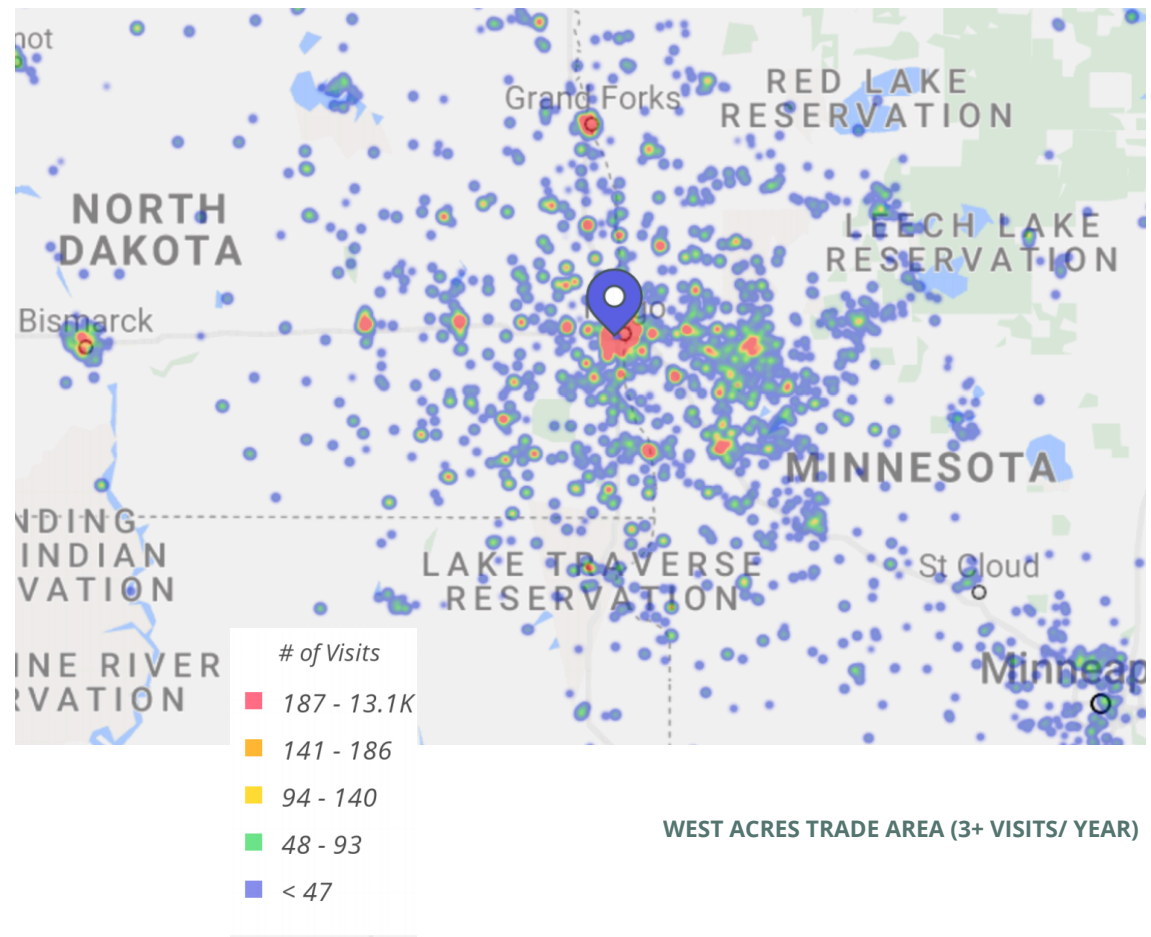 not
Grand Forks
RED LAKE
RESERVATION
NORTH
DAKOTA
LEECH LAKE
RESERVATION
Bismarck
go
MINNESOTA
NDING
INDIAN
VATION
LAKE TRAVERSE
RESERVATION
St Cloud
INE RIVER
RVATION
Minneap
# of Visits
187 - 13.1K
141 - 186
94 - 140
48 - 93
< 47
WEST ACRES TRADE AREA (3+ VISITS/ YEAR)